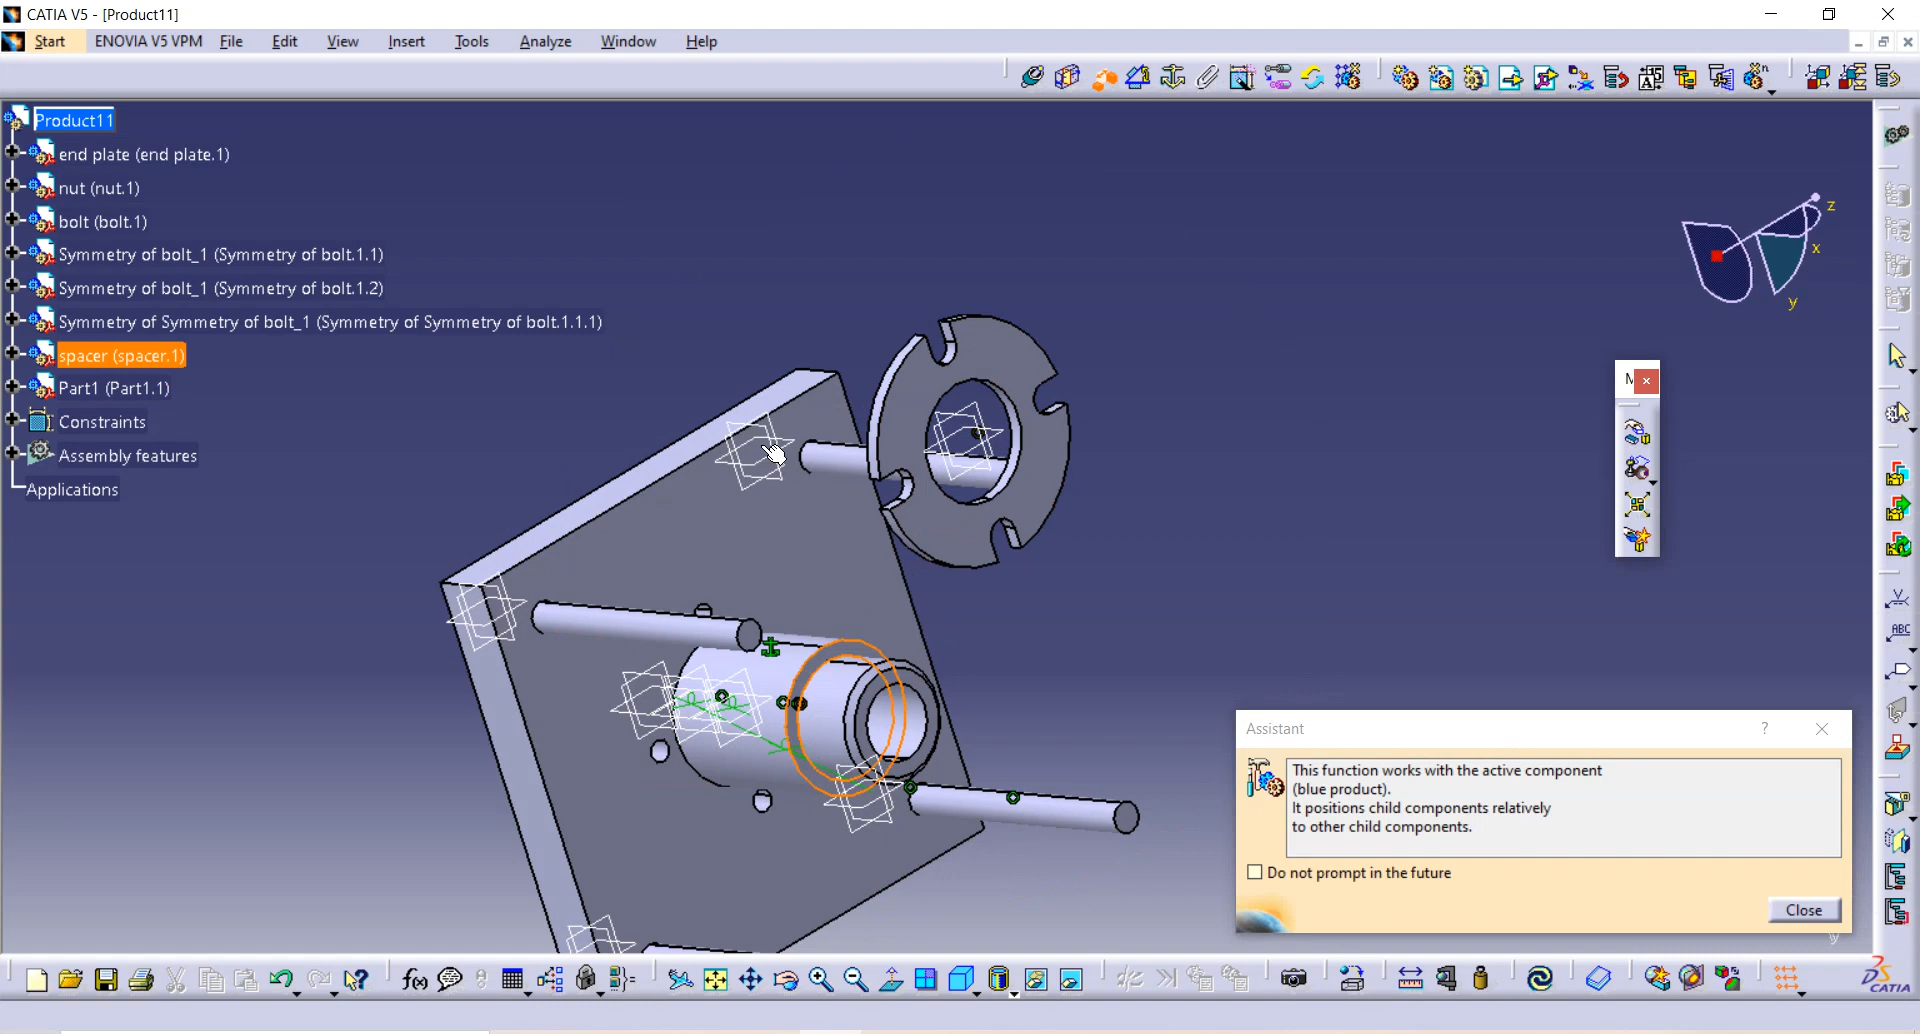 CATIA V5 - [Product11]
Start ENOVIA V5 VPM File Edit View Insert Tools Analyze Window Help
Product11
end plate (end plate.1)
nut (nut.1)
bolt (bolt.1)
Symmetry of bolt_1 (Symmetry of bolt.1.1)
Symmetry of bolt_1 (Symmetry of bolt.1.2)
Symmetry of Symmetry of bolt_1 (Symmetry of Symmetry of bolt.1.1.1)
spacer (spacer.1)
Part1 (Part1.1)
Constraints
Assembly features
Applications
z
x
y
M
ABC
Assistant
This function works with the active component
(blue product).
It positions child components relatively
to other child components.
Do not prompt in the future
Close
y
f(x)
CATIA